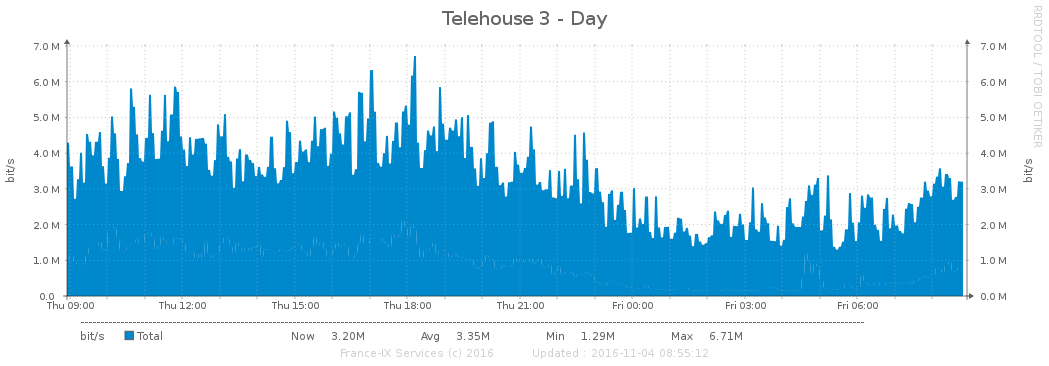 Telehouse 3 - Day
RRDTOOL / TOBI OETIKER
bit/s
7.0 M
6.0 M
5.0 M
4.0 M
3.0 M
2.0 M
1.0 M
0.0
7.0 M
6.0 M
5.0 M
4.0 M
3.0 M
2.0 M
1.0 M
0.0 M
bit/s
Thu 09:00 Thu 12:00 Thu 15:00 Thu 18:00 Thu 21:00 Fri 00:00 Fri 03:00 Fri 06:00
bit/s Total Now 3.20M Avg 3.35M Min 1.29M Max 6.71M
France-IX Services (c) 2016 Updated : 2016-11-04 08:55:12